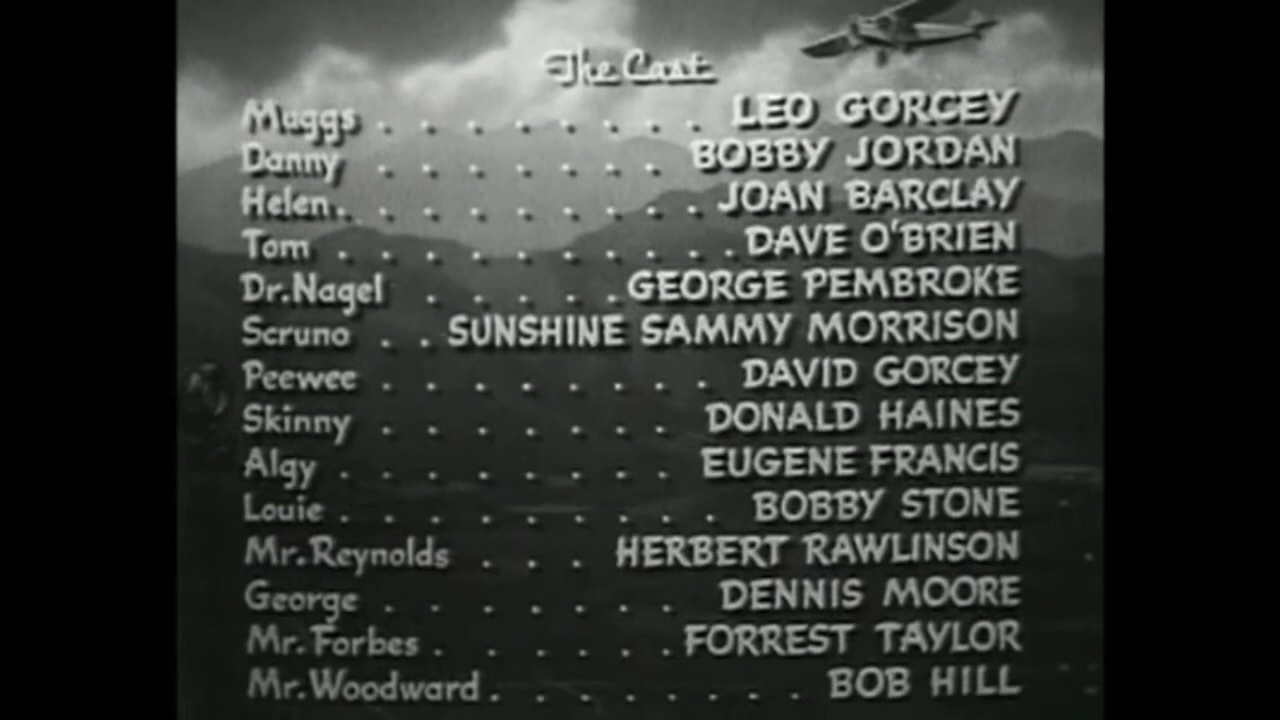 The Cast
Muggs . . . . . . . . LEO GORCEY
Danny . . . . . . . BOBBY JORDAN
Helen . . . . . . . . . JOAN BARCLAY
Tom . . . . . . . . . . DAVE O'BRIEN
Dr. Nagel . . . . . GEORGE PEMBROKE
Scruno . . SUNSHINE SAMMY MORRISON
Peewee . . . . . . . . DAVID GORCEY
Skinny . . . . . . . DONALD HAINES
Algy . . . . . . . . EUGENE FRANCIS
Louie . . . . . . . . . BOBBY STONE
Mr. Reynolds . . . HERBERT RAWLINSON
George . . . . . . . DENNIS MOORE
Mr. Forbes . . . . . . FORREST TAYLOR
Mr. Woodward . . . . . . . . BOB HILL